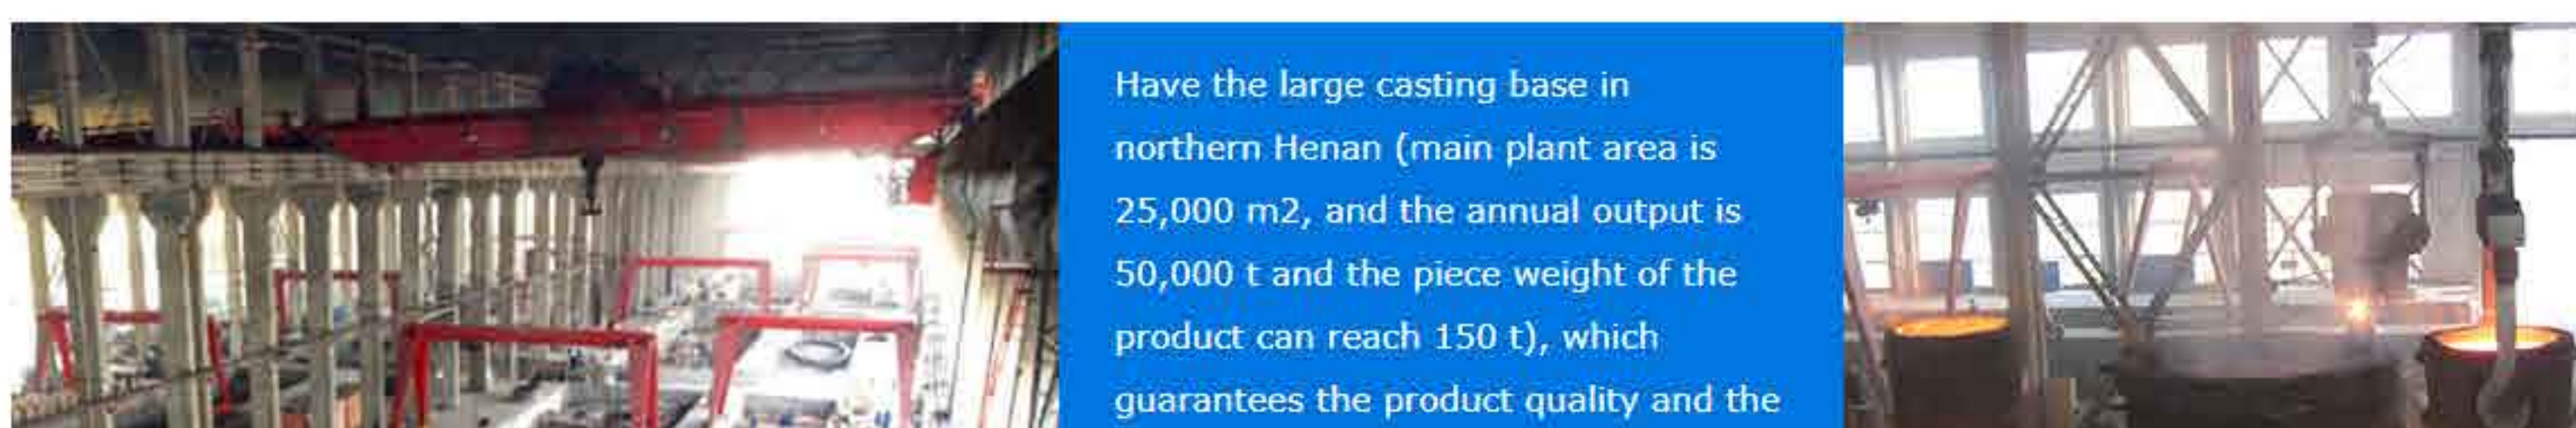 Have the large casting base in
northern Henan (main plant area is
25,000 m2, and the annual output is
50,000 t and the piece weight of the
product can reach 150 t), which
guarantees the product quality and the